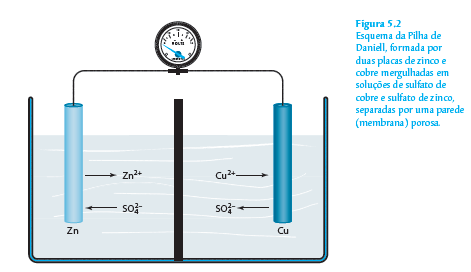 Figura 5.2
Esquema da Pilha de
Daniell, formada por
duas placas de zinco e
cobre mergulhadas em
soluções de sulfato de
cobre e sulfato de zinco,
separadas por uma parede
(membrana) porosa.
VOLTS
Zn²⁺
Cu²⁺
SO₄²⁻
SO₄²⁻
Zn
Cu